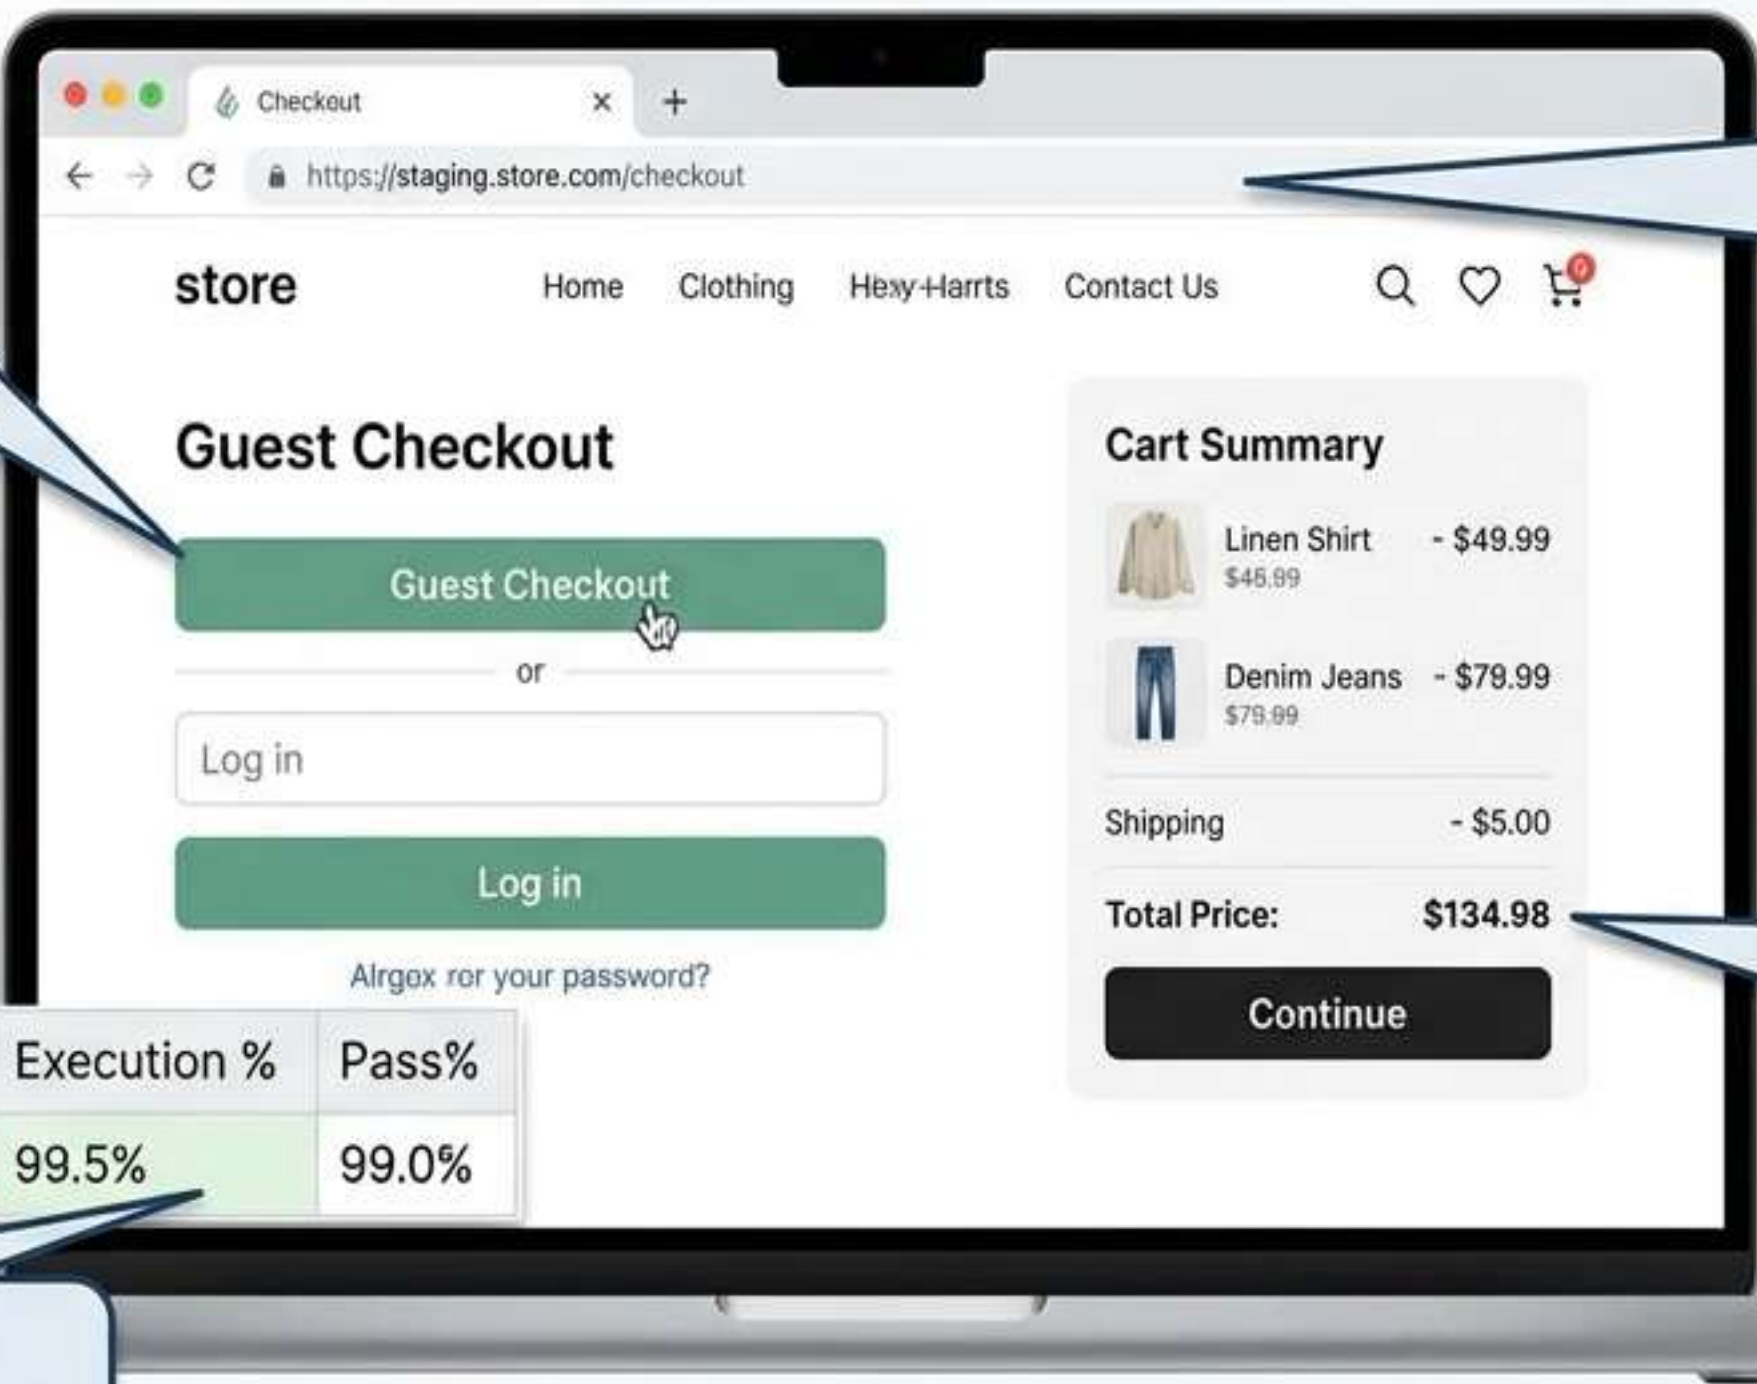 Checkout
https://staging.store.com/checkout
store Home Clothing Hexy-Harrts Contact Us
Guest Checkout
Guest Checkout
or
Log in
Log in
Alrgex ror your password?
Cart Summary
Linen Shirt - $49.99
$46.99
Denim Jeans - $79.99
$79.99
Shipping - $5.00
Total Price: $134.98
Continue
Execution % Pass%
99.5% 99.0%